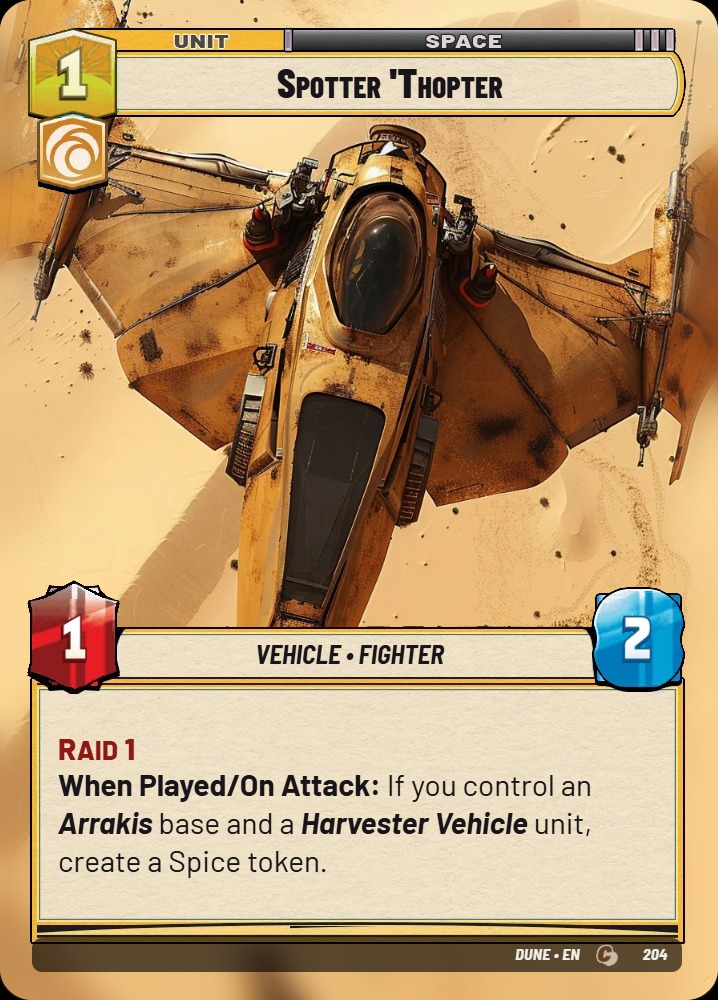 UNIT
SPACE
1
SPOTTER 'THOPTER
1
VEHICLE • FIGHTER
2
RAID 1
When Played/On Attack: If you control an
Arrakis base and a Harvester Vehicle unit,
create a Spice token.
DUNE • EN C 204